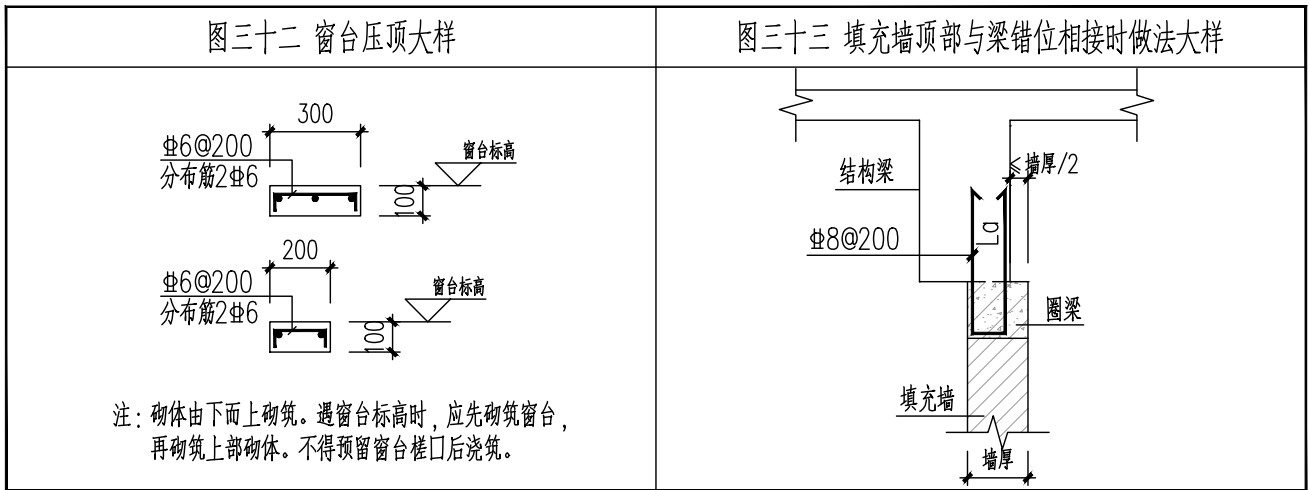 图三十二 窗台压顶大样
300
⌽6@200
分布筋2⌽6
窗台标高
100
200
⌽6@200
分布筋2⌽6
窗台标高
100
注：砌体由下而上砌筑。遇窗台标高时，应先砌筑窗台，
再砌筑上部砌体。不得预留窗台槎口后浇筑。
图三十三 填充墙顶部与梁错位相接时做法大样
≤墙厚/2
结构梁
La
⌽8@200
圈梁
填充墙
墙厚